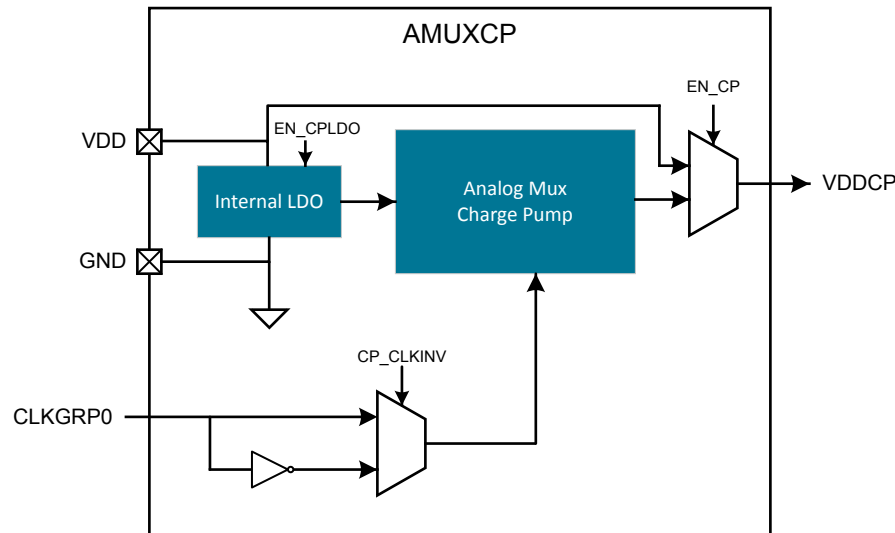 AMUXCP
EN_CP
VDD
EN_CPLDO
Internal LDO
Analog Mux
Charge Pump
VDDCP
GND
CP_CLKINV
CLKGRP0